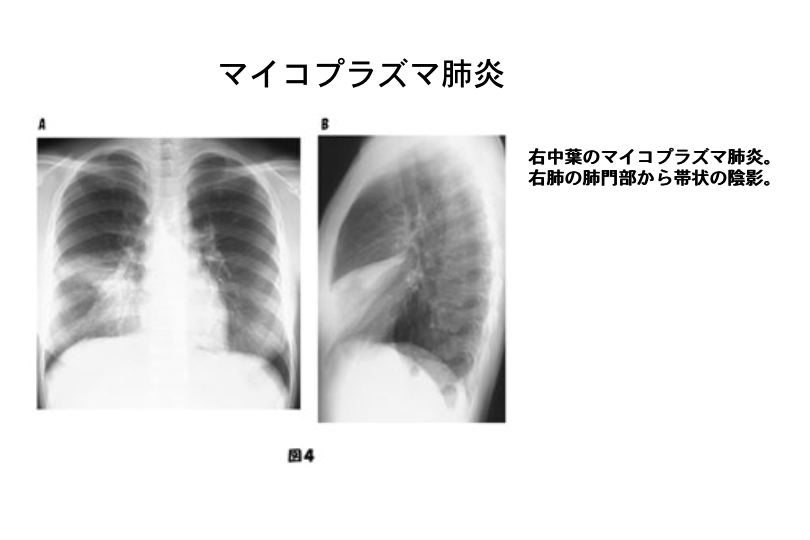 マイコプラズマ肺炎
A
B
右中葉のマイコプラズマ肺炎。
右肺の肺門部から帯状の陰影。
図4